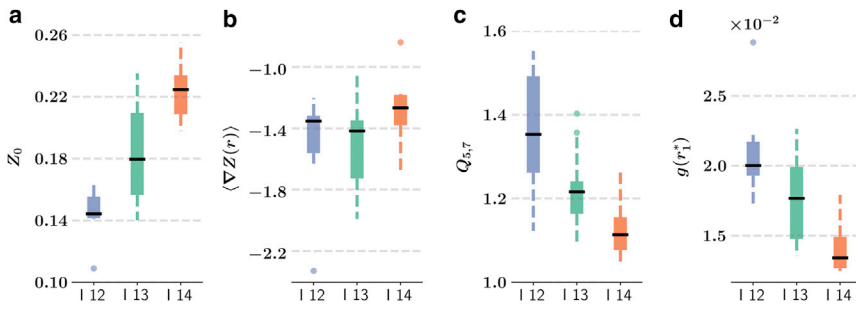 a
0.26
0.22
0.18
0.14
0.10
Z₀
I 12 I 13 I 14
b
−1.0
−1.4
−1.8
−2.2
⟨∇Z(r)⟩
I 12 I 13 I 14
c
1.6
1.4
1.2
1.0
Q₅,₇
I 12 I 13 I 14
d
×10⁻²
2.5
2.0
1.5
g(r₁*)
I 12 I 13 I 14